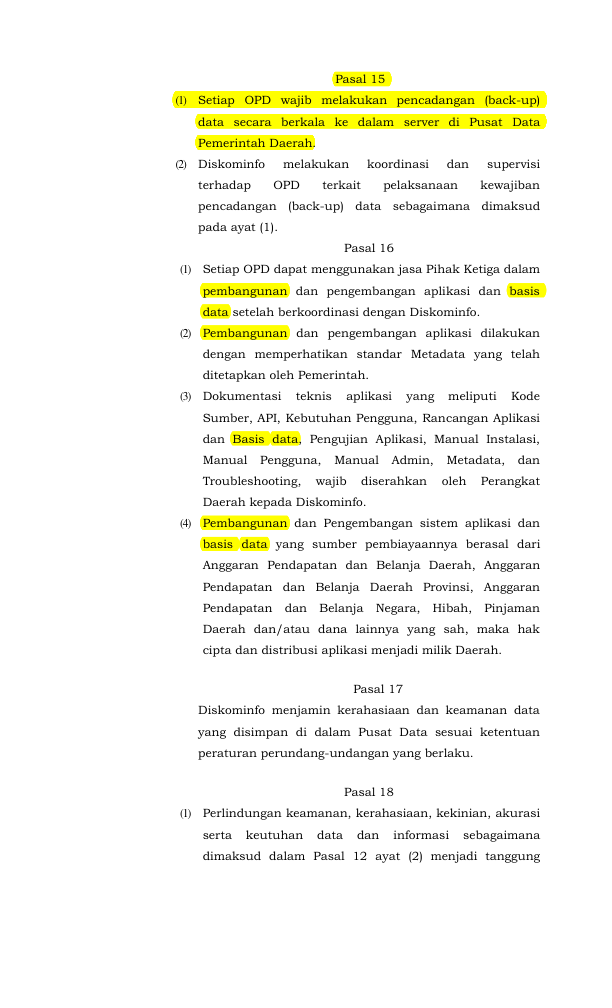 Pasal 15
(1) Setiap OPD wajib melakukan pencadangan (back-up)
data secara berkala ke dalam server di Pusat Data
Pemerintah Daerah.
(2) Diskominfo melakukan koordinasi dan supervisi
terhadap OPD terkait pelaksanaan kewajiban
pencadangan (back-up) data sebagaimana dimaksud
pada ayat (1).
Pasal 16
(1) Setiap OPD dapat menggunakan jasa Pihak Ketiga dalam
pembangunan dan pengembangan aplikasi dan basis
data setelah berkoordinasi dengan Diskominfo.
(2) Pembangunan dan pengembangan aplikasi dilakukan
dengan memperhatikan standar Metadata yang telah
ditetapkan oleh Pemerintah.
(3) Dokumentasi teknis aplikasi yang meliputi Kode
Sumber, API, Kebutuhan Pengguna, Rancangan Aplikasi
dan Basis data, Pengujian Aplikasi, Manual Instalasi,
Manual Pengguna, Manual Admin, Metadata, dan
Troubleshooting, wajib diserahkan oleh Perangkat
Daerah kepada Diskominfo.
(4) Pembangunan dan Pengembangan sistem aplikasi dan
basis data yang sumber pembiayaannya berasal dari
Anggaran Pendapatan dan Belanja Daerah, Anggaran
Pendapatan dan Belanja Daerah Provinsi, Anggaran
Pendapatan dan Belanja Negara, Hibah, Pinjaman
Daerah dan/atau dana lainnya yang sah, maka hak
cipta dan distribusi aplikasi menjadi milik Daerah.
Pasal 17
Diskominfo menjamin kerahasiaan dan keamanan data
yang disimpan di dalam Pusat Data sesuai ketentuan
peraturan perundang-undangan yang berlaku.
Pasal 18
(1) Perlindungan keamanan, kerahasiaan, kekinian, akurasi
serta keutuhan data dan informasi sebagaimana
dimaksud dalam Pasal 12 ayat (2) menjadi tanggung